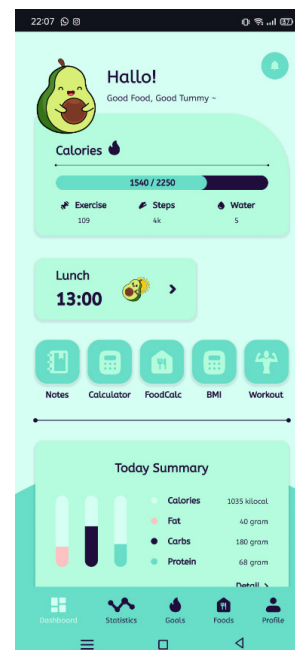 22:07
Hallo!
Good Food, Good Tummy ~
Calories
1540 / 2250
Exercise Steps Water
109 4k 5
Lunch
13:00
Notes Calculator FoodCalc BMI Workout
Today Summary
Calories 1035 kilocal
Fat 40 gram
Carbs 180 gram
Protein 68 gram
Detail >
Dashboard Statistics Goals Foods Profile